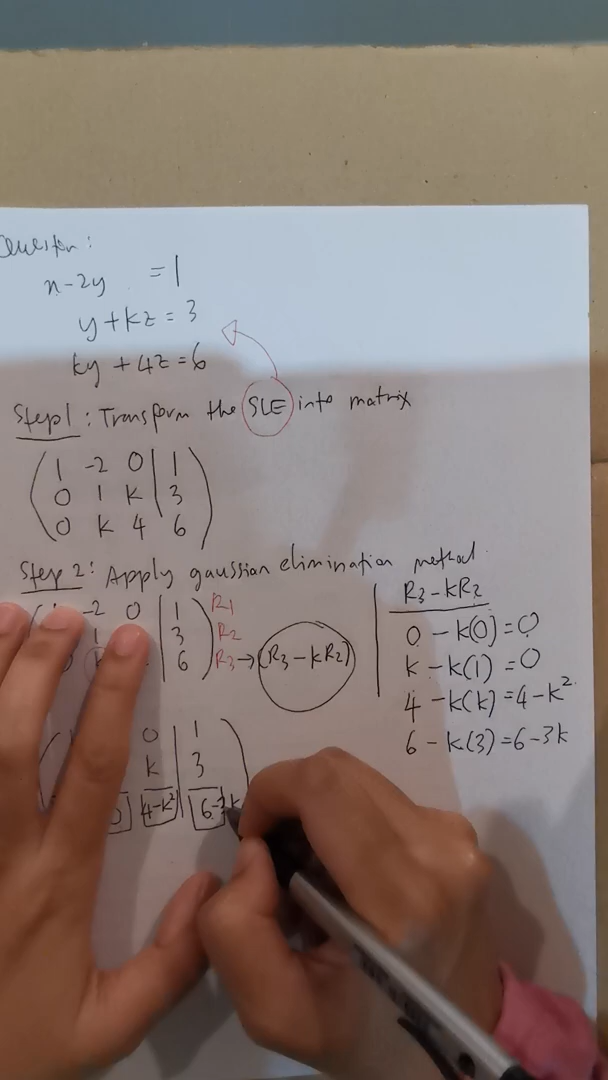 Question:
x-2y = 1
y+kz = 3
ky + 4z = 6
Step 1: Transform the SLE into matrix
1 -2 0 | 1
0 1 k | 3
0 k 4 | 6
Step 2: Apply gaussian elimination method.
-2 0 | 1 R1
1 | 3 R2
| 6 R3 → (R3 - kR2)
R3 - kR2
0 - k(0) = 0
k - k(1) = 0
4 - k(k) = 4-k²
6 - k(3) = 6-3k
0 | 1
k | 3
0 4-k² | 6-3k